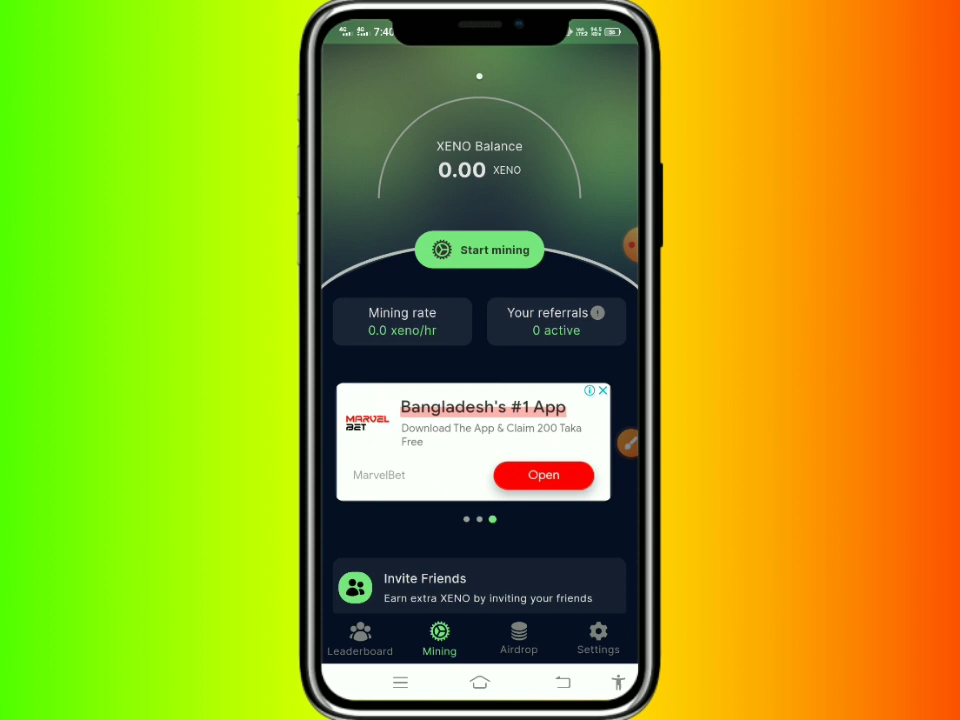 7:40
XENO Balance
0.00 XENO
Start mining
Mining rate
0.0 xeno/hr
Your referrals
0 active
Bangladesh's #1 App
Download The App & Claim 200 Taka
Free
MARVEL
BET
MarvelBet
Open
Invite Friends
Earn extra XENO by inviting your friends
Leaderboard
Mining
Airdrop
Settings